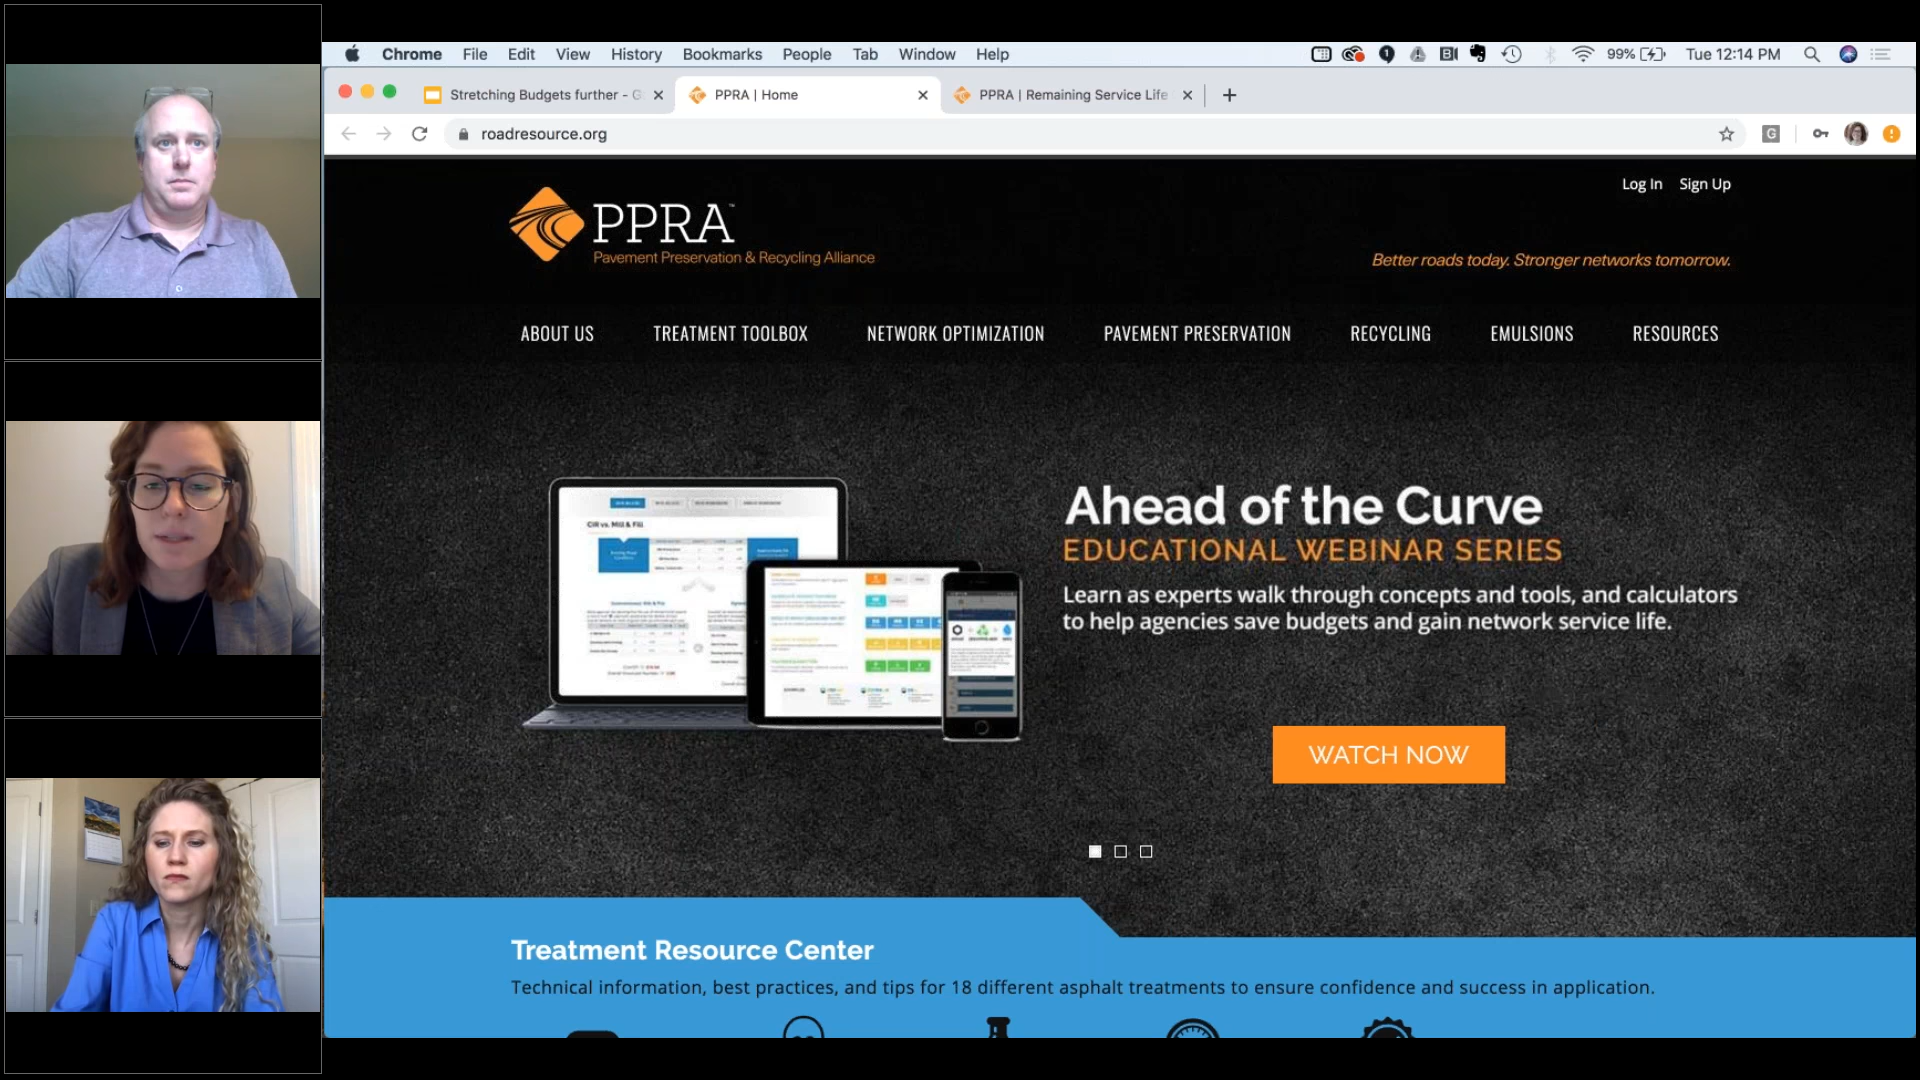 Chrome File Edit View History Bookmarks People Tab Window Help
99% Tue 12:14 PM
Stretching Budgets further - G
PPRA | Home
PPRA | Remaining Service Life
roadresource.org
Log In Sign Up
PPRA™
Pavement Preservation & Recycling Alliance
Better roads today. Stronger networks tomorrow.
ABOUT US TREATMENT TOOLBOX NETWORK OPTIMIZATION PAVEMENT PRESERVATION RECYCLING EMULSIONS RESOURCES
CIR vs. Mill & Fill
Ahead of the Curve
EDUCATIONAL WEBINAR SERIES
Learn as experts walk through concepts and tools, and calculators
to help agencies save budgets and gain network service life.
WATCH NOW
Treatment Resource Center
Technical information, best practices, and tips for 18 different asphalt treatments to ensure confidence and success in application.